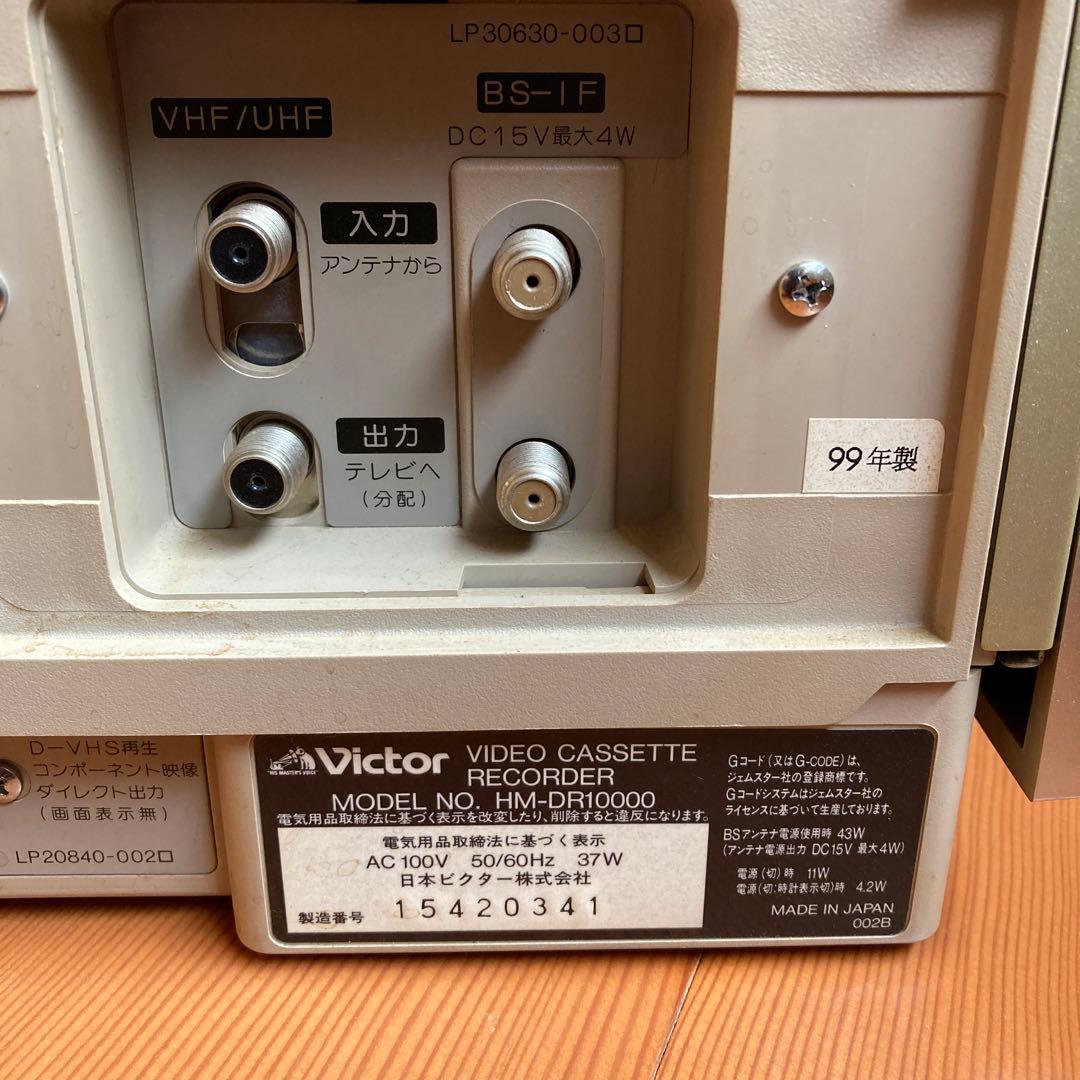 LP30630-003□
VHF/UHF
BS-IF
DC15V最大4W
入力
アンテナから
出力
テレビへ
(分配)
99年製
D-VHS再生
コンポーネント映像
ダイレクト出力
(画面表示無)
LP20840-002□
"HIS MASTER'S VOICE"
Victor VIDEO CASSETTE RECORDER
MODEL NO. HM-DR10000
電気用品取締法に基づく表示を改変したり、削除すると違反になります。
電気用品取締法に基づく表示
AC100V 50/60Hz 37W
日本ビクター株式会社
製造番号 15420341
Gコード(又はG-CODE)は、
ジェムスター社の登録商標です。
Gコードシステムはジェムスター社の
ライセンスに基づいて生産しております。
BSアンテナ電源使用時 43W
(アンテナ電源出力 DC15V 最大4W)
電源(切)時 11W
電源(切:時計表示切)時 4.2W
MADE IN JAPAN
002B